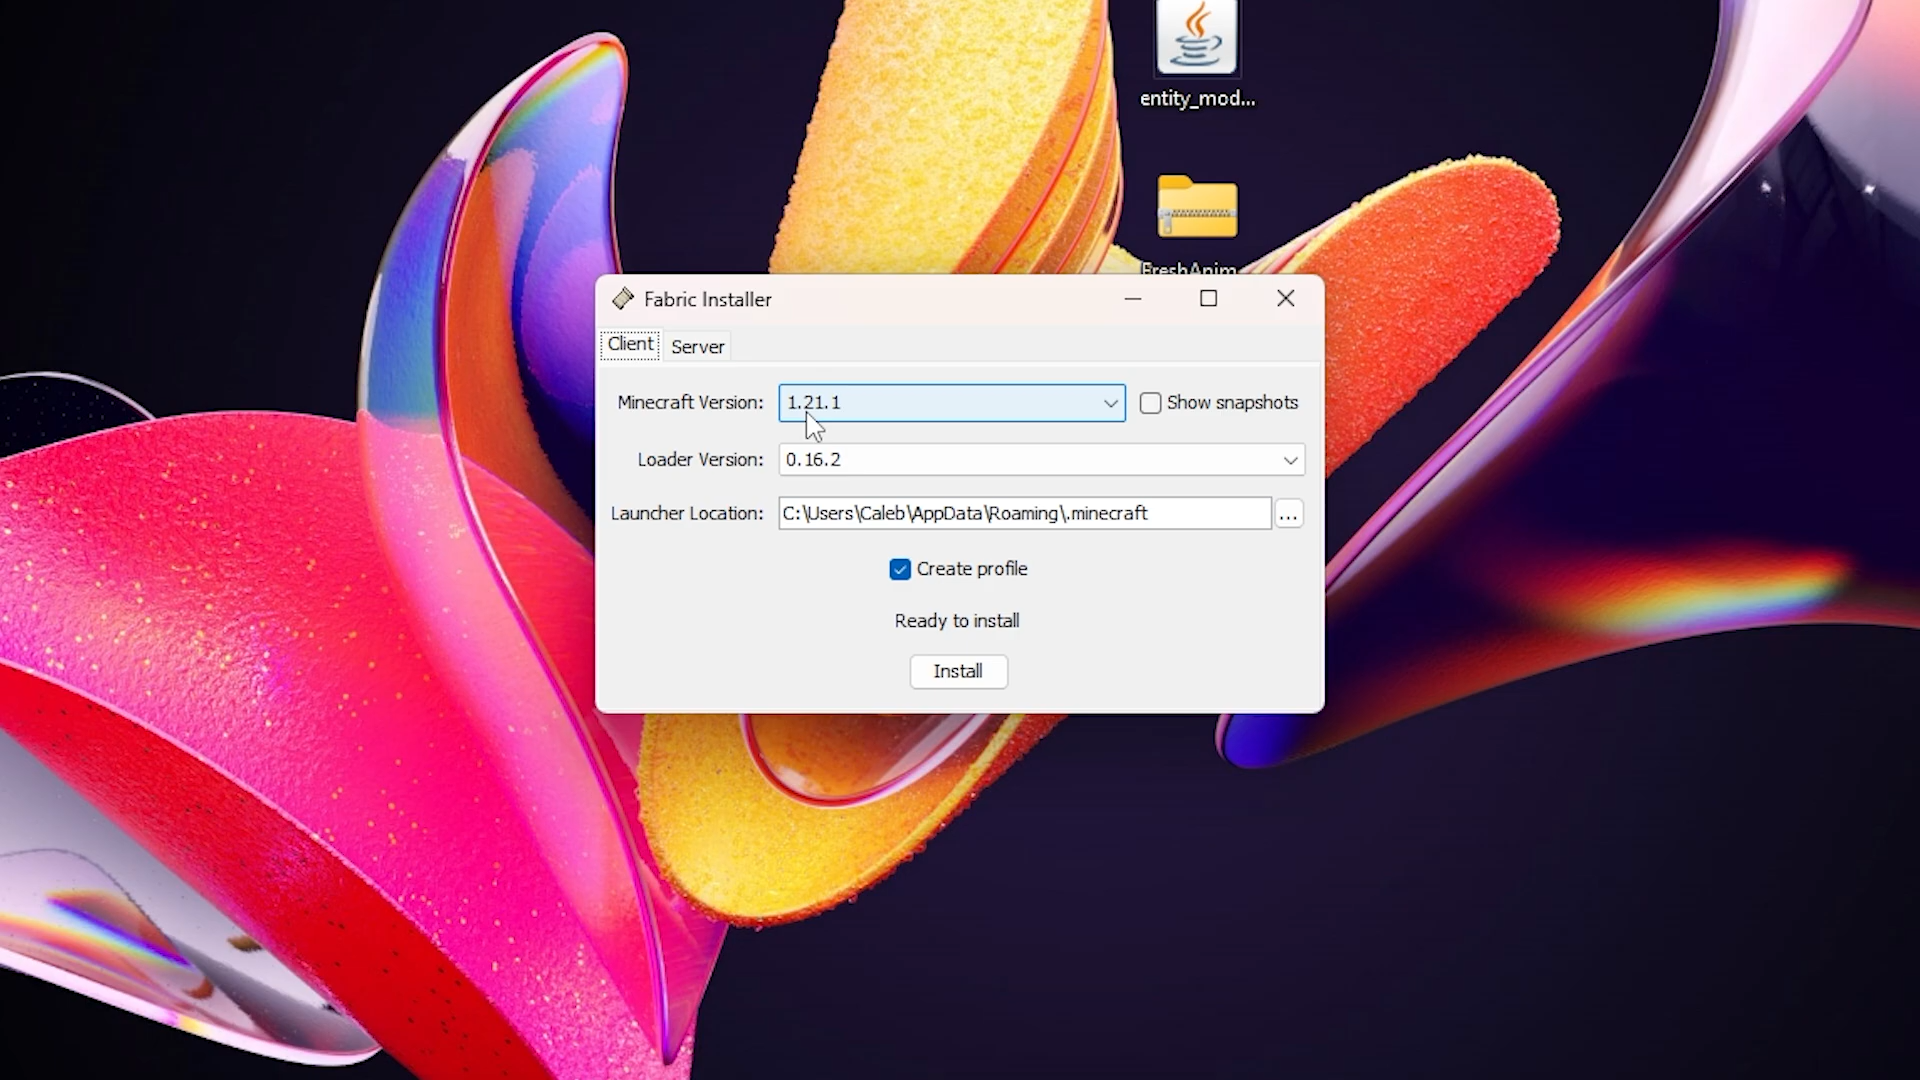 entity_mod...
FreshAnim
Fabric Installer
Client
Server
Minecraft Version: 1.21.1 Show snapshots
Loader Version: 0.16.2
Launcher Location: C:\Users\Caleb\AppData\Roaming\.minecraft ...
Create profile
Ready to install
Install